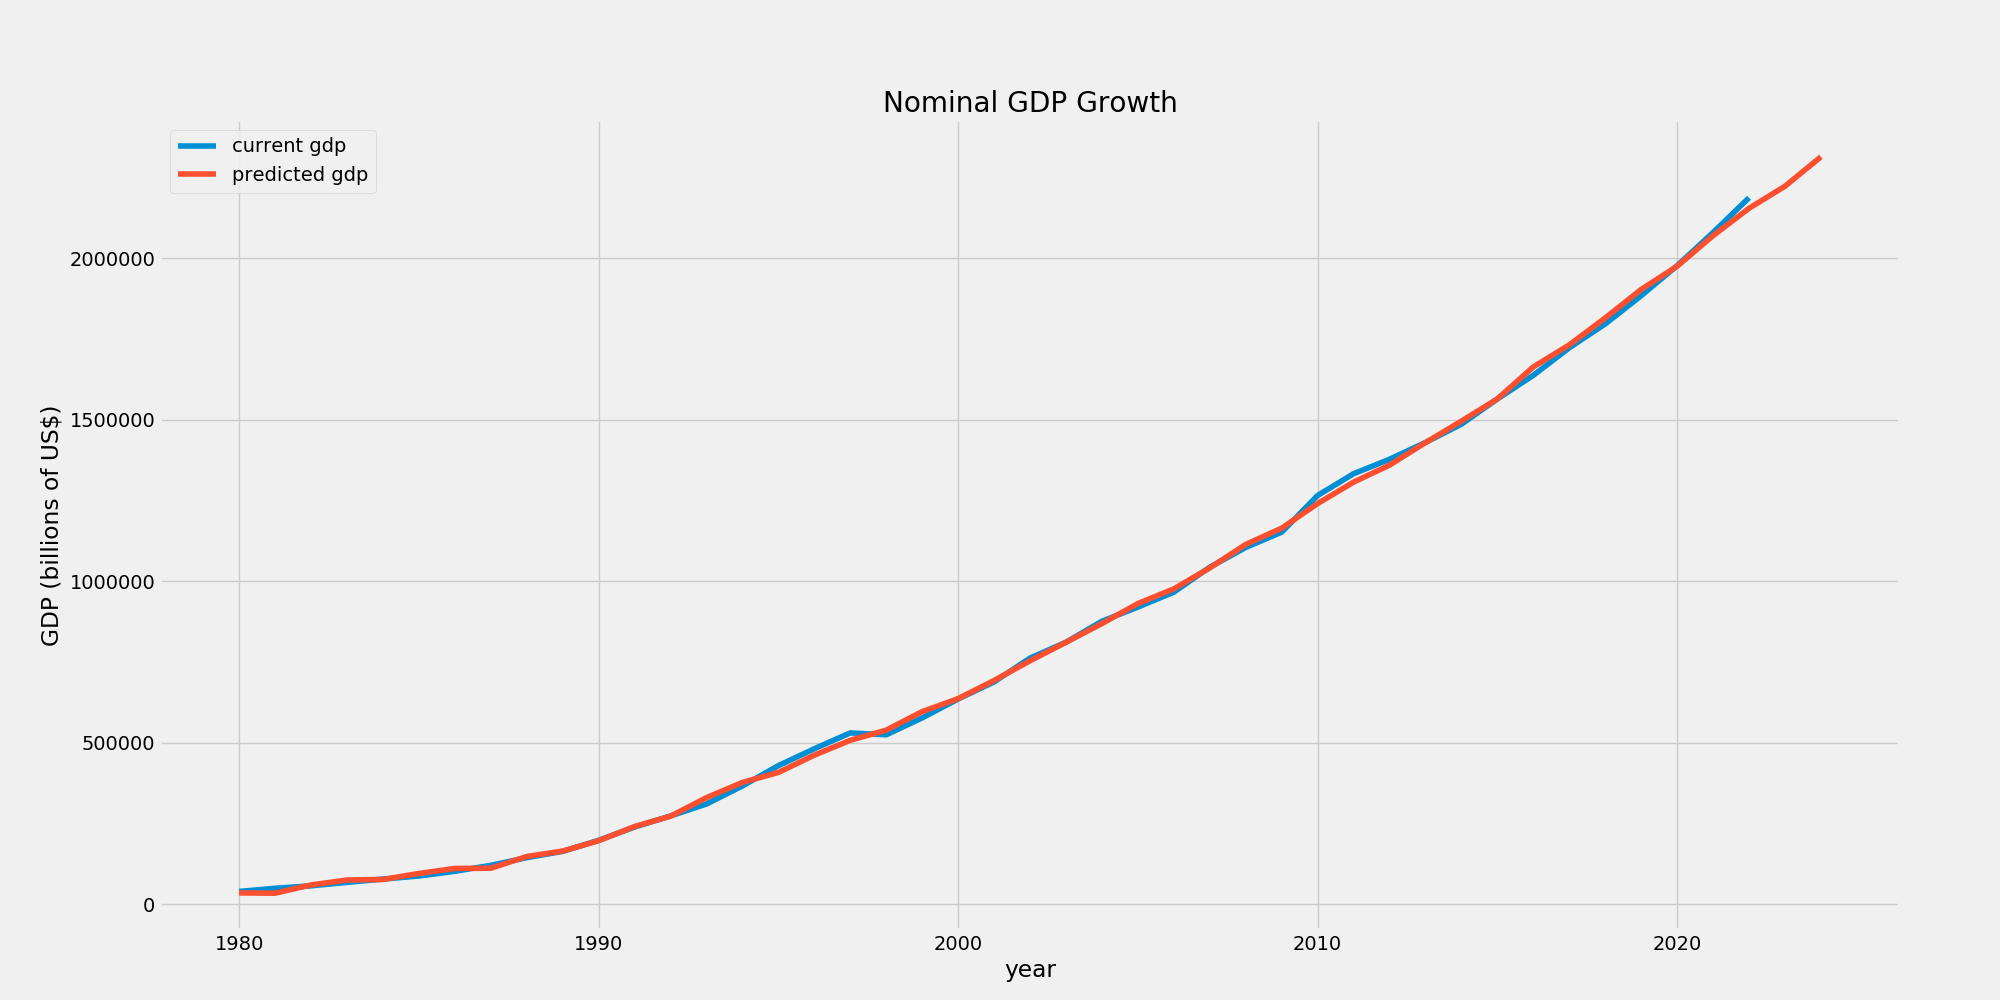 Nominal GDP Growth
current gdp
predicted gdp
2000000
1500000
1000000
500000
0
GDP (billions of US$)
1980 1990 2000 2010 2020
year